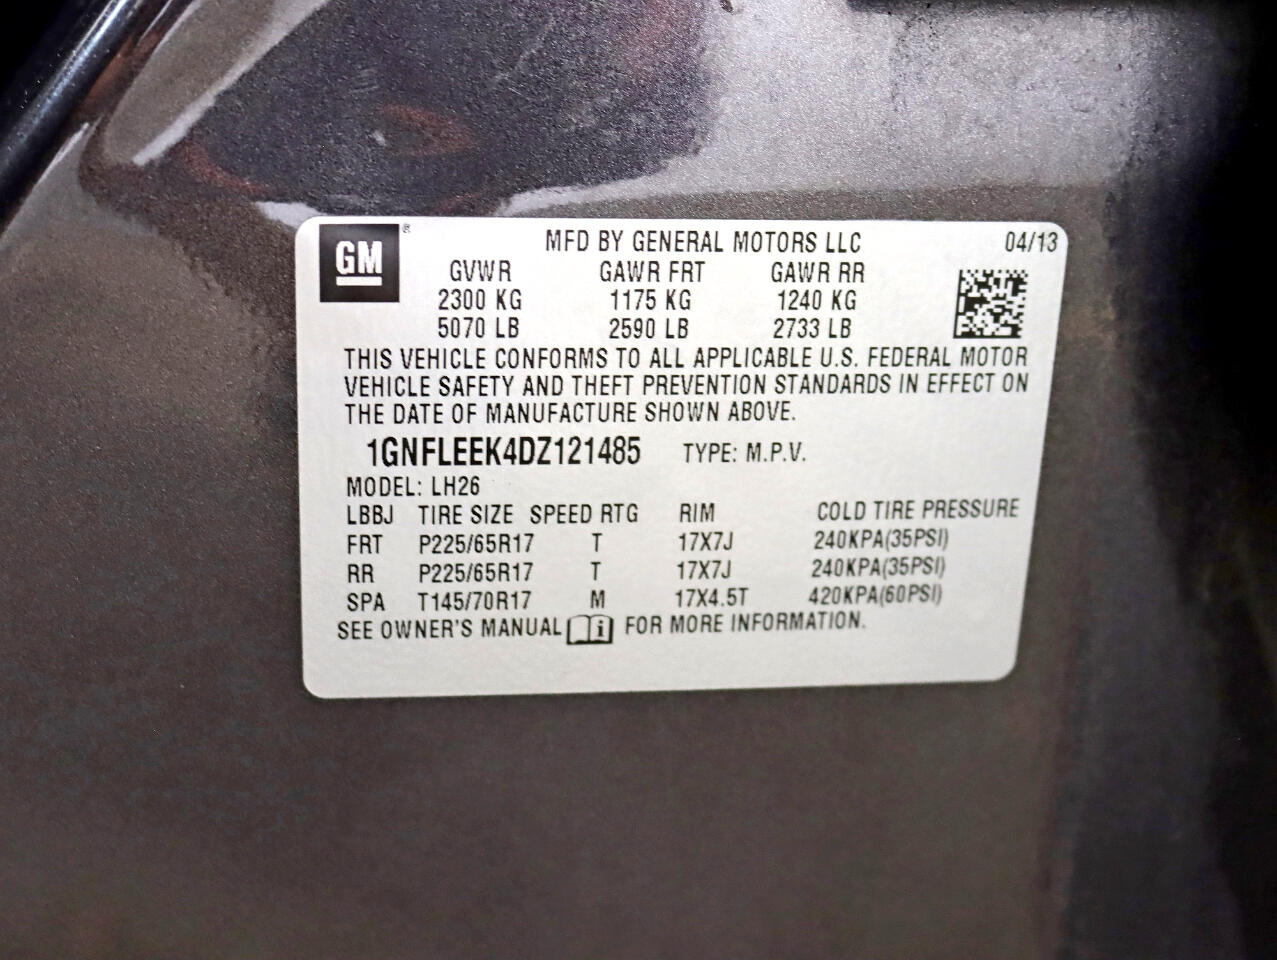 GM® MFD BY GENERAL MOTORS LLC 04/13
GVWR GAWR FRT GAWR RR
2300 KG 1175 KG 1240 KG
5070 LB 2590 LB 2733 LB
THIS VEHICLE CONFORMS TO ALL APPLICABLE U.S. FEDERAL MOTOR
VEHICLE SAFETY AND THEFT PREVENTION STANDARDS IN EFFECT ON
THE DATE OF MANUFACTURE SHOWN ABOVE.
1GNFLEEK4DZ121485 TYPE: M.P.V.
MODEL: LH26
LBBJ TIRE SIZE SPEED RTG RIM COLD TIRE PRESSURE
FRT P225/65R17 T 17X7J 240KPA(35PSI)
RR P225/65R17 T 17X7J 240KPA(35PSI)
SPA T145/70R17 M 17X4.5T 420KPA(60PSI)
SEE OWNER'S MANUAL i FOR MORE INFORMATION.